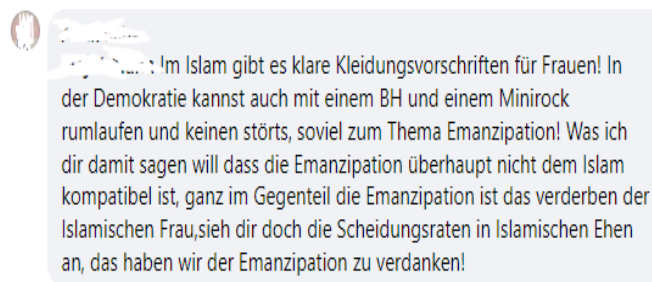 Im Islam gibt es klare Kleidungsvorschriften für Frauen! In
der Demokratie kannst auch mit einem BH und einem Minirock
rumlaufen und keinen störts, soviel zum Thema Emanzipation! Was ich
dir damit sagen will dass die Emanzipation überhaupt nicht dem Islam
kompatibel ist, ganz im Gegenteil die Emanzipation ist das verderben der
Islamischen Frau,sieh dir doch die Scheidungsraten in Islamischen Ehen
an, das haben wir der Emanzipation zu verdanken!